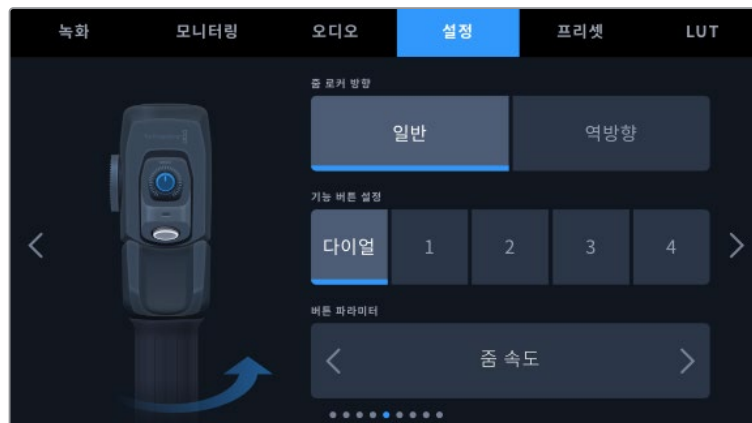 녹화 모니터링 오디오 설정 프리셋 LUT
줌 로커 방향
일반 역방향
기능 버튼 설정
다이얼 1 2 3 4
버튼 파라미터
줌 속도